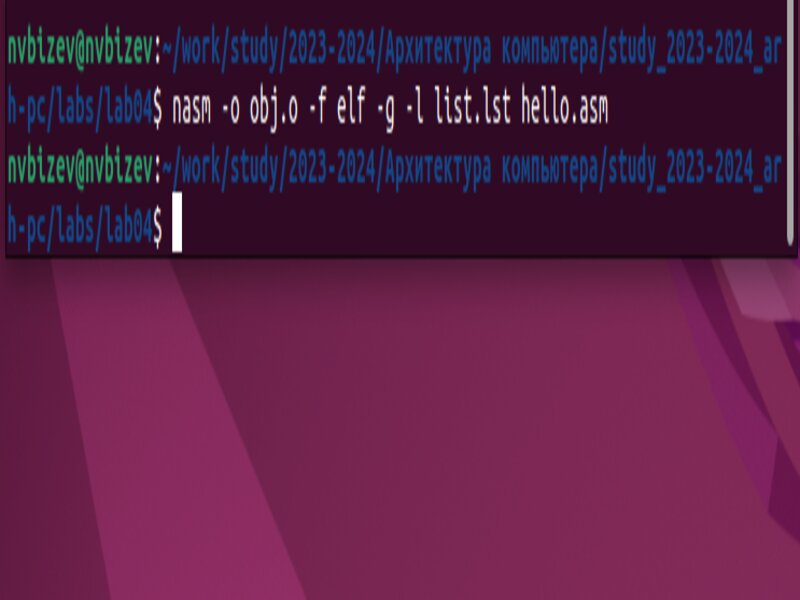 nvbizev@nvbizev:~/work/study/2023-2024/Архитектура компьютера/study_2023-2024_ar
h-pc/labs/lab04$ nasm -o obj.o -f elf -g -l list.lst hello.asm
nvbizev@nvbizev:~/work/study/2023-2024/Архитектура компьютера/study_2023-2024_ar
h-pc/labs/lab04$